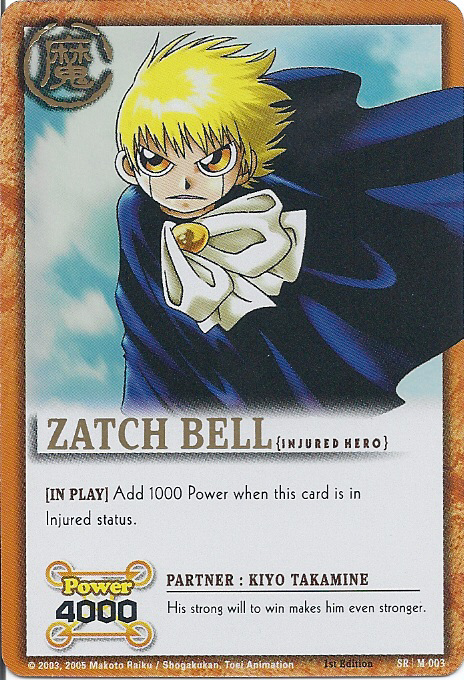 魔
ZATCH BELL {INJURED HERO}
[IN PLAY] Add 1000 Power when this card is in
Injured status.
Power
4000
PARTNER : KIYO TAKAMINE
His strong will to win makes him even stronger.
© 2003, 2005 Makoto Raiku / Shogakukan, Toei Animation 1st Edition SR | M-003